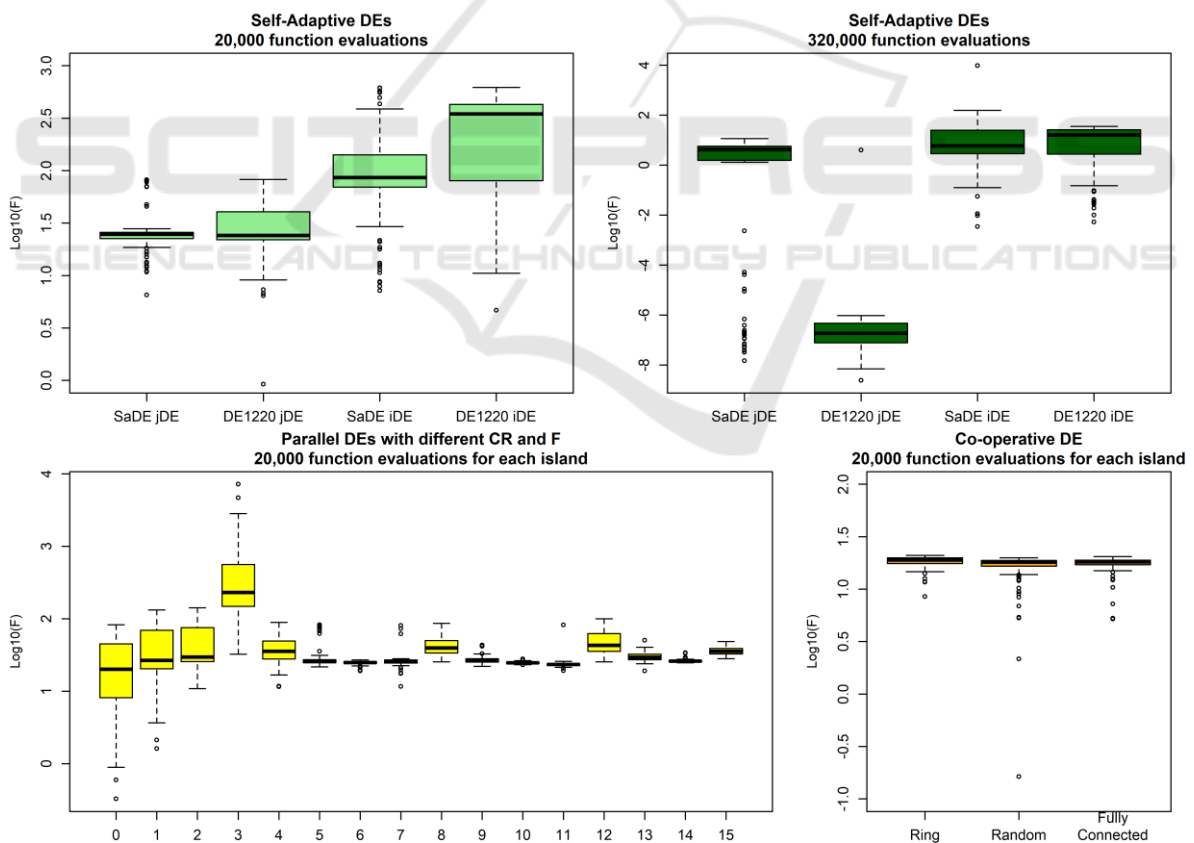 Self-Adaptive DEs
20,000 function evaluations
Log10(F)
3.0
2.5
2.0
1.5
1.0
0.5
0.0
SaDE jDE
DE1220 jDE
SaDE iDE
DE1220 iDE
Self-Adaptive DEs
320,000 function evaluations
Log10(F)
4
2
0
-2
-4
-6
-8
SaDE jDE
DE1220 jDE
SaDE iDE
DE1220 iDE
SCITEPRESS
SCIENCE AND TECHNOLOGY PUBLICATIONS
Parallel DEs with different CR and F
20,000 function evaluations for each island
Log10(F)
4
3
2
1
0
0 1 2 3 4 5 6 7 8 9 10 11 12 13 14 15
Co-operative DE
20,000 function evaluations for each island
Log10(F)
2.0
1.5
1.0
0.5
0.0
-0.5
-1.0
Ring
Random
Fully
Connected